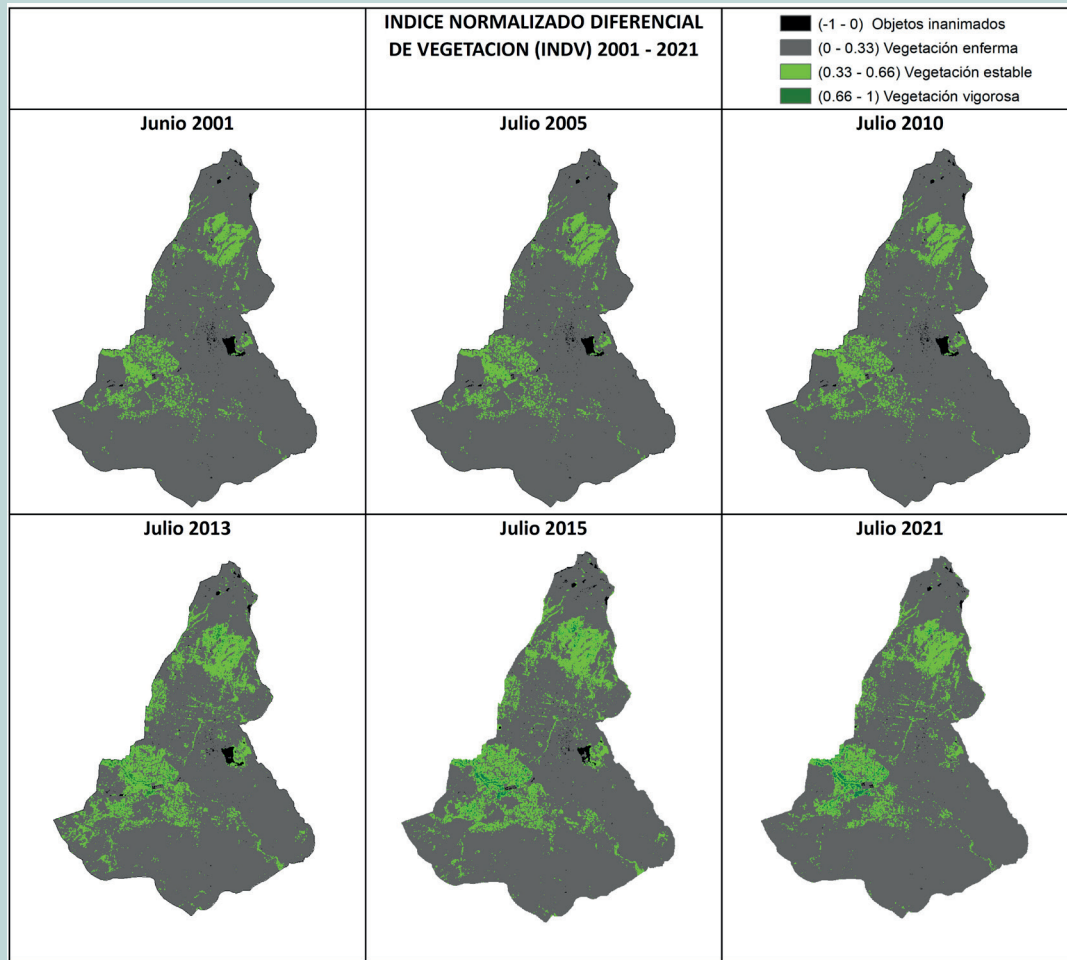 INDICE NORMALIZADO DIFERENCIAL
DE VEGETACION (INDV) 2001 - 2021
(-1 - 0) Objetos inanimados
(0 - 0.33) Vegetación enferma
(0.33 - 0.66) Vegetación estable
(0.66 - 1) Vegetación vigorosa
Junio 2001
Julio 2005
Julio 2010
Julio 2013
Julio 2015
Julio 2021